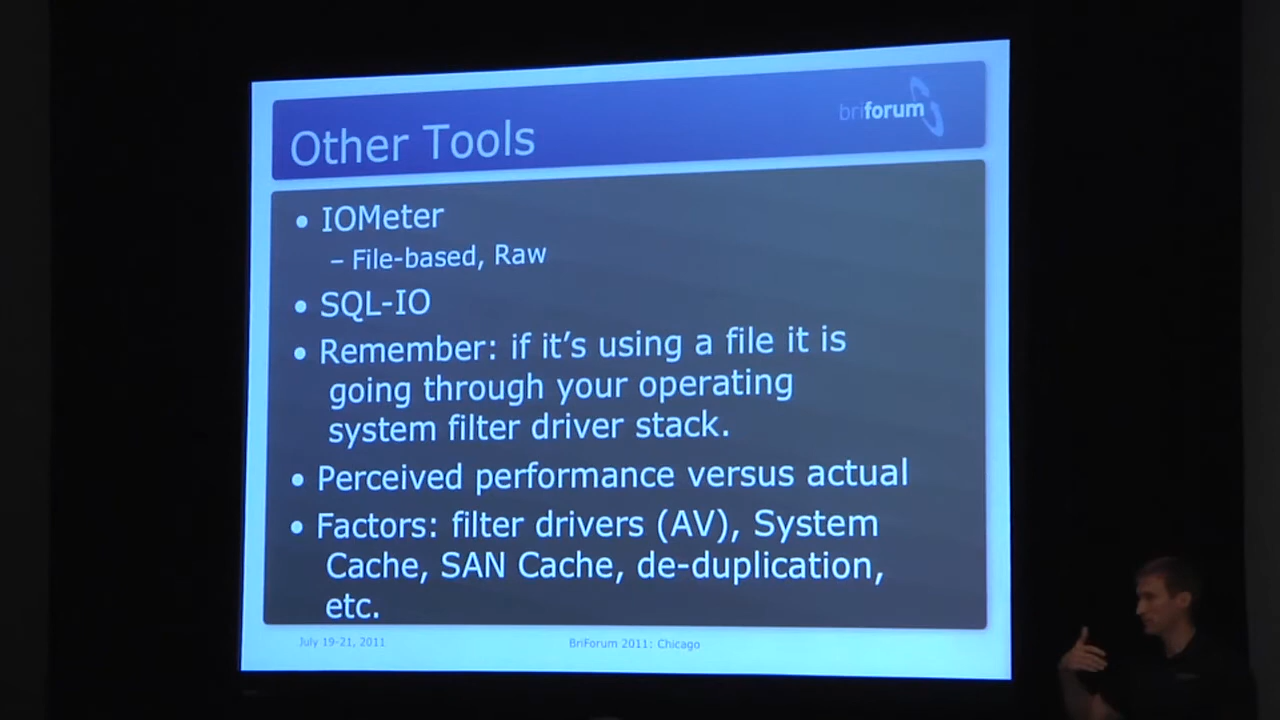 Other Tools
briforum
• IOMeter
– File-based, Raw
• SQL-IO
• Remember: if it's using a file it is
going through your operating
system filter driver stack.
• Perceived performance versus actual
• Factors: filter drivers (AV), System
Cache, SAN Cache, de-duplication,
etc.
July 19-21, 2011
BriForum 2011: Chicago